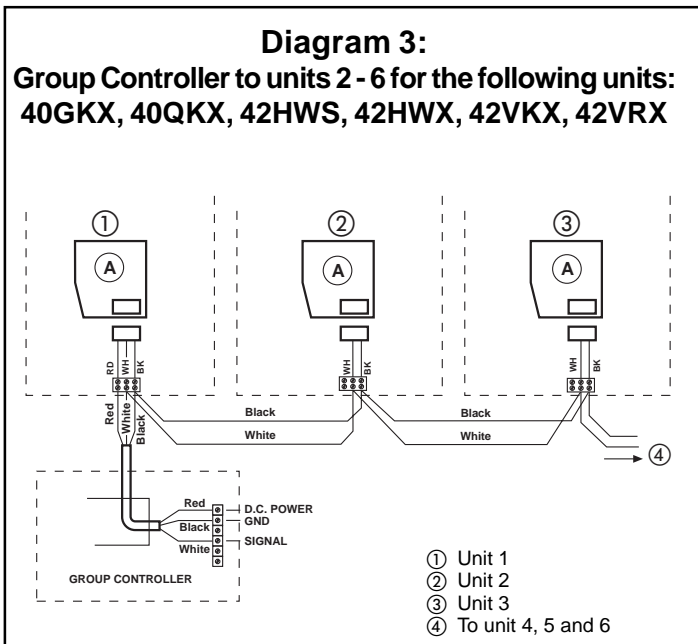 Diagram 3:
Group Controller to units 2 - 6 for the following units:
40GKX, 40QKX, 42HWS, 42HWX, 42VKX, 42VRX
① ② ③
A A A
RD WH BK WH BK WH BK
Red White Black
Black Black
White White
④
Red D.C. POWER
GND
Black
SIGNAL
White
GROUP CONTROLLER
① Unit 1
② Unit 2
③ Unit 3
④ To unit 4, 5 and 6